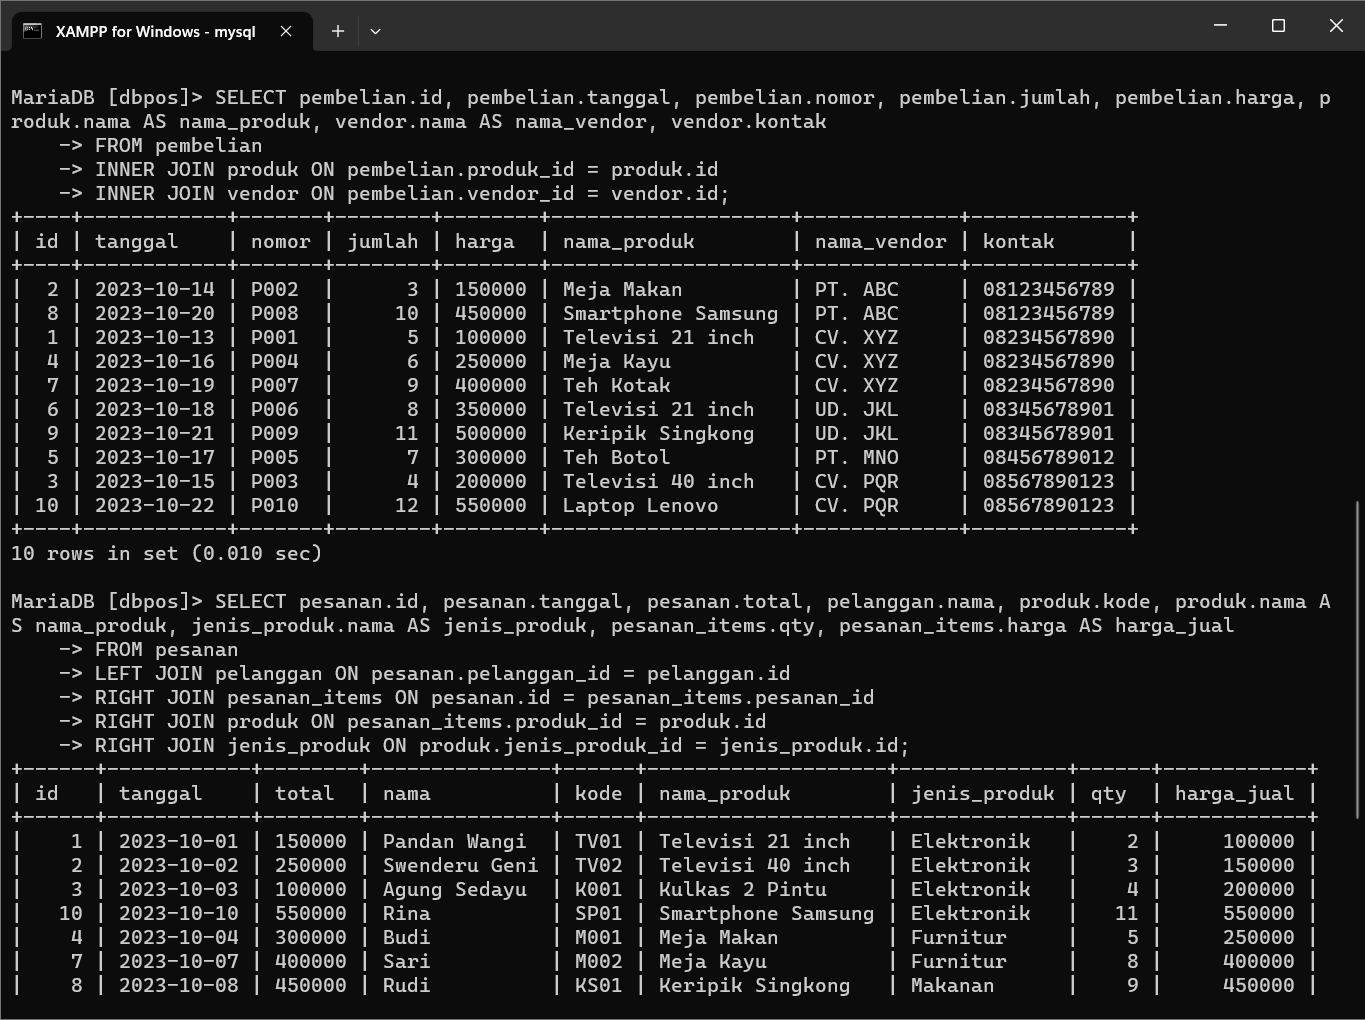 XAMPP for Windows - mysql
MariaDB [dbpos]> SELECT pembelian.id, pembelian.tanggal, pembelian.nomor, pembelian.jumlah, pembelian.harga, p
roduk.nama AS nama_produk, vendor.nama AS nama_vendor, vendor.kontak
    -> FROM pembelian
    -> INNER JOIN produk ON pembelian.produk_id = produk.id
    -> INNER JOIN vendor ON pembelian.vendor_id = vendor.id;
+----+------------+-------+--------+--------+--------------------+-------------+-------------+
| id | tanggal    | nomor | jumlah | harga  | nama_produk        | nama_vendor | kontak      |
+----+------------+-------+--------+--------+--------------------+-------------+-------------+
|  2 | 2023-10-14 | P002  |      3 | 150000 | Meja Makan         | PT. ABC     | 08123456789 |
|  8 | 2023-10-20 | P008  |     10 | 450000 | Smartphone Samsung | PT. ABC     | 08123456789 |
|  1 | 2023-10-13 | P001  |      5 | 100000 | Televisi 21 inch   | CV. XYZ     | 08234567890 |
|  4 | 2023-10-16 | P004  |      6 | 250000 | Meja Kayu          | CV. XYZ     | 08234567890 |
|  7 | 2023-10-19 | P007  |      9 | 400000 | Teh Kotak          | CV. XYZ     | 08234567890 |
|  6 | 2023-10-18 | P006  |      8 | 350000 | Televisi 21 inch   | UD. JKL     | 08345678901 |
|  9 | 2023-10-21 | P009  |     11 | 500000 | Keripik Singkong   | UD. JKL     | 08345678901 |
|  5 | 2023-10-17 | P005  |      7 | 300000 | Teh Botol          | PT. MNO     | 08456789012 |
|  3 | 2023-10-15 | P003  |      4 | 200000 | Televisi 40 inch   | CV. PQR     | 08567890123 |
| 10 | 2023-10-22 | P010  |     12 | 550000 | Laptop Lenovo      | CV. PQR     | 08567890123 |
+----+------------+-------+--------+--------+--------------------+-------------+-------------+
10 rows in set (0.010 sec)
MariaDB [dbpos]> SELECT pesanan.id, pesanan.tanggal, pesanan.total, pelanggan.nama, produk.kode, produk.nama A
S nama_produk, jenis_produk.nama AS jenis_produk, pesanan_items.qty, pesanan_items.harga AS harga_jual
    -> FROM pesanan
    -> LEFT JOIN pelanggan ON pesanan.pelanggan_id = pelanggan.id
    -> RIGHT JOIN pesanan_items ON pesanan.id = pesanan_items.pesanan_id
    -> RIGHT JOIN produk ON pesanan_items.produk_id = produk.id
    -> RIGHT JOIN jenis_produk ON produk.jenis_produk_id = jenis_produk.id;
+------+------------+--------+---------------+------+--------------------+--------------+------+------------+
| id   | tanggal    | total  | nama          | kode | nama_produk        | jenis_produk | qty  | harga_jual |
+------+------------+--------+---------------+------+--------------------+--------------+------+------------+
|    1 | 2023-10-01 | 150000 | Pandan Wangi  | TV01 | Televisi 21 inch   | Elektronik   |    2 |     100000 |
|    2 | 2023-10-02 | 250000 | Swenderu Geni | TV02 | Televisi 40 inch   | Elektronik   |    3 |     150000 |
|    3 | 2023-10-03 | 100000 | Agung Sedayu  | K001 | Kulkas 2 Pintu     | Elektronik   |    4 |     200000 |
|   10 | 2023-10-10 | 550000 | Rina          | SP01 | Smartphone Samsung | Elektronik   |   11 |     550000 |
|    4 | 2023-10-04 | 300000 | Budi          | M001 | Meja Makan         | Furnitur     |    5 |     250000 |
|    7 | 2023-10-07 | 400000 | Sari          | M002 | Meja Kayu          | Furnitur     |    8 |     400000 |
|    8 | 2023-10-08 | 450000 | Rudi          | KS01 | Keripik Singkong   | Makanan      |    9 |     450000 |